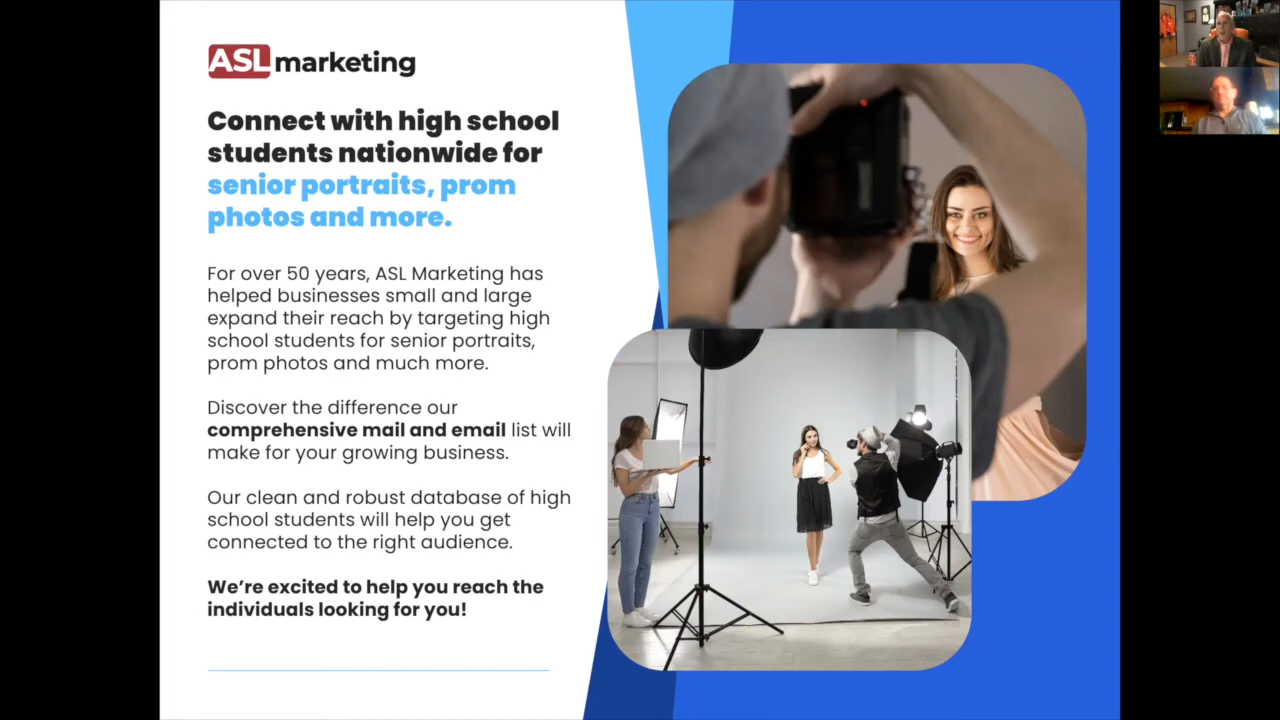 ASL marketing
Connect with high school
students nationwide for
senior portraits, prom
photos and more.
For over 50 years, ASL Marketing has
helped businesses small and large
expand their reach by targeting high
school students for senior portraits,
prom photos and much more.
Discover the difference our
comprehensive mail and email list will
make for your growing business.
Our clean and robust database of high
school students will help you get
connected to the right audience.
We’re excited to help you reach the
individuals looking for you!